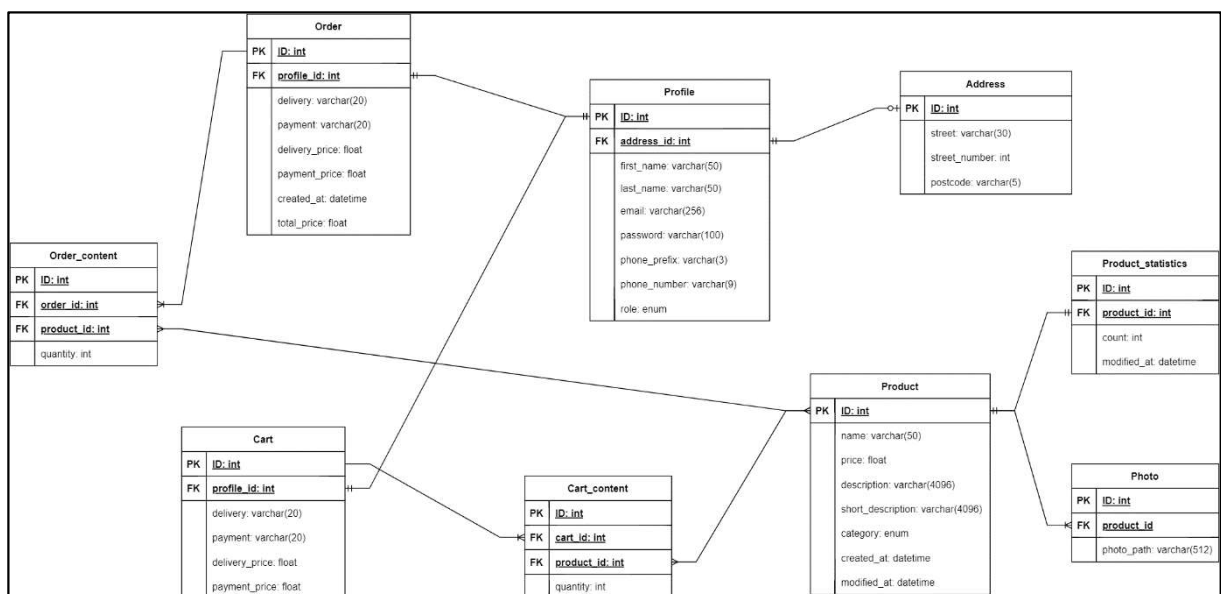 Order
PK ID: int
FK profile_id: int
delivery: varchar(20)
payment: varchar(20)
delivery_price: float
payment_price: float
created_at: datetime
total_price: float
Profile
PK ID: int
FK address_id: int
first_name: varchar(50)
last_name: varchar(50)
email: varchar(256)
password: varchar(100)
phone_prefix: varchar(3)
phone_number: varchar(9)
role: enum
Address
PK ID: int
street: varchar(30)
street_number: int
postcode: varchar(5)
Order_content
PK ID: int
FK order_id: int
FK product_id: int
quantity: int
Product_statistics
PK ID: int
FK product_id: int
count: int
modified_at: datetime
Product
PK ID: int
name: varchar(50)
price: float
description: varchar(4096)
short_description: varchar(4096)
category: enum
created_at: datetime
modified_at: datetime
Cart
PK ID: int
FK profile_id: int
delivery: varchar(20)
payment: varchar(20)
delivery_price: float
payment_price: float
Cart_content
PK ID: int
FK cart_id: int
FK product_id: int
quantity: int
Photo
PK ID: int
FK product_id
photo_path: varchar(512)